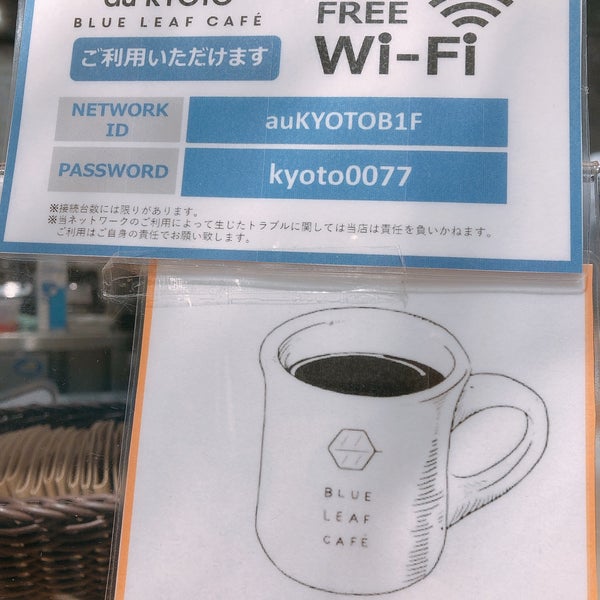 au KYOTO
BLUE LEAF CAFÉ
ご利用いただけます
FREE
Wi-Fi
NETWORK
ID
auKYOTOB1F
PASSWORD
kyoto0077
※接続台数には限りがあります。
※当ネットワークのご利用によって生じたトラブルに関しては当店は責任を負いかねます。
ご利用はご自身の責任でお願い致します。
BLUE
LEAF
CAFÉ